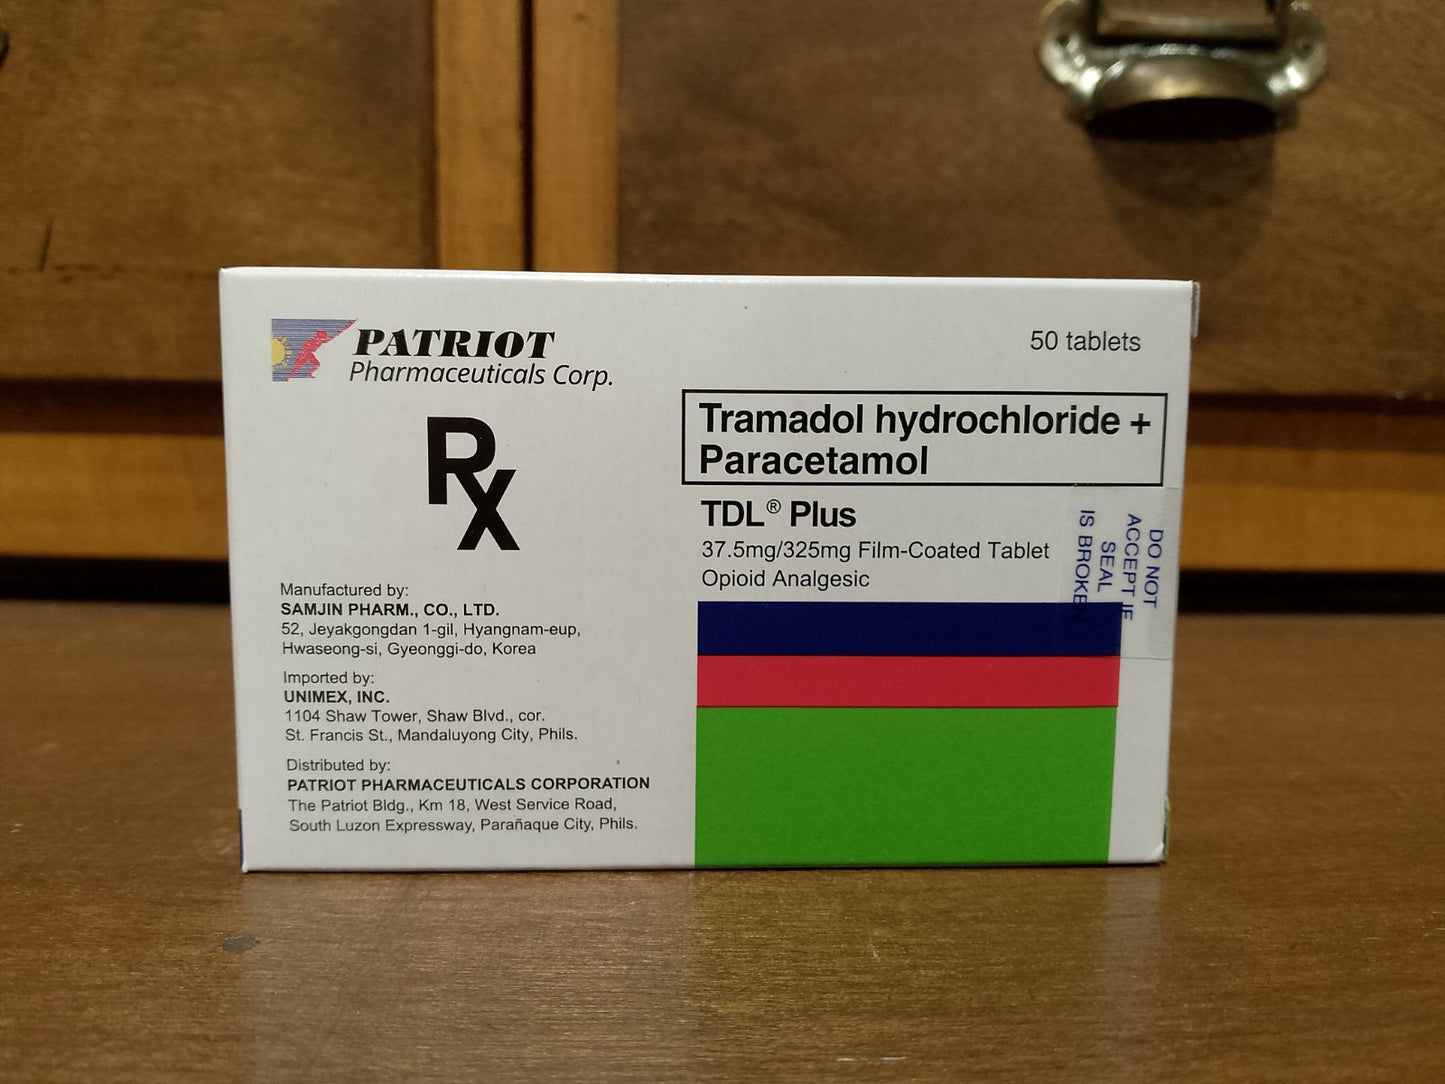 PATRIOT
Pharmaceuticals Corp.
Rx
Manufactured by:
SAMJIN PHARM., CO., LTD.
52, Jeyakgongdan 1-gil, Hyangnam-eup,
Hwaseong-si, Gyeonggi-do, Korea
Imported by:
UNIMEX, INC.
1104 Shaw Tower, Shaw Blvd., cor.
St. Francis St., Mandaluyong City, Phils.
Distributed by:
PATRIOT PHARMACEUTICALS CORPORATION
The Patriot Bldg., Km 18, West Service Road,
South Luzon Expressway, Parañaque City, Phils.
50 tablets
Tramadol hydrochloride +
Paracetamol
TDL® Plus
37.5mg/325mg Film-Coated Tablet
Opioid Analgesic
DO NOT
ACCEPT IF
SEAL
IS BROKEN